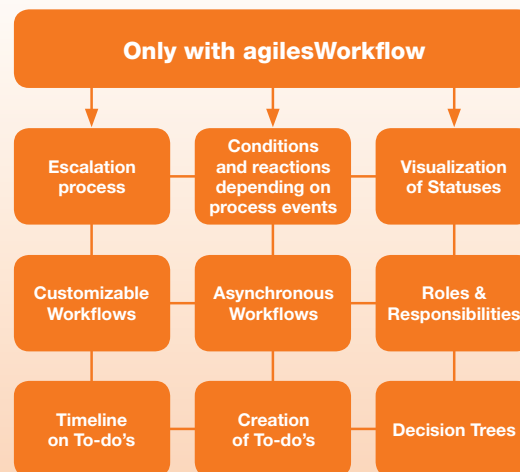 Only with agilesWorkflow
Escalation
process
Conditions
and reactions
depending on
process events
Visualization
of Statuses
Customizable
Workflows
Asynchronous
Workflows
Roles &
Responsibilities
Timeline
on To-do's
Creation
of To-do's
Decision Trees